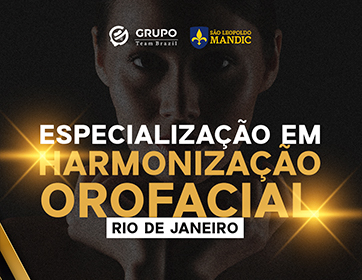 GRUPO
Team Brazil
SÃO LEOPOLDO
MANDIC
ESPECIALIZAÇÃO EM
HARMONIZAÇÃO
OROFACIAL
RIO DE JANEIRO